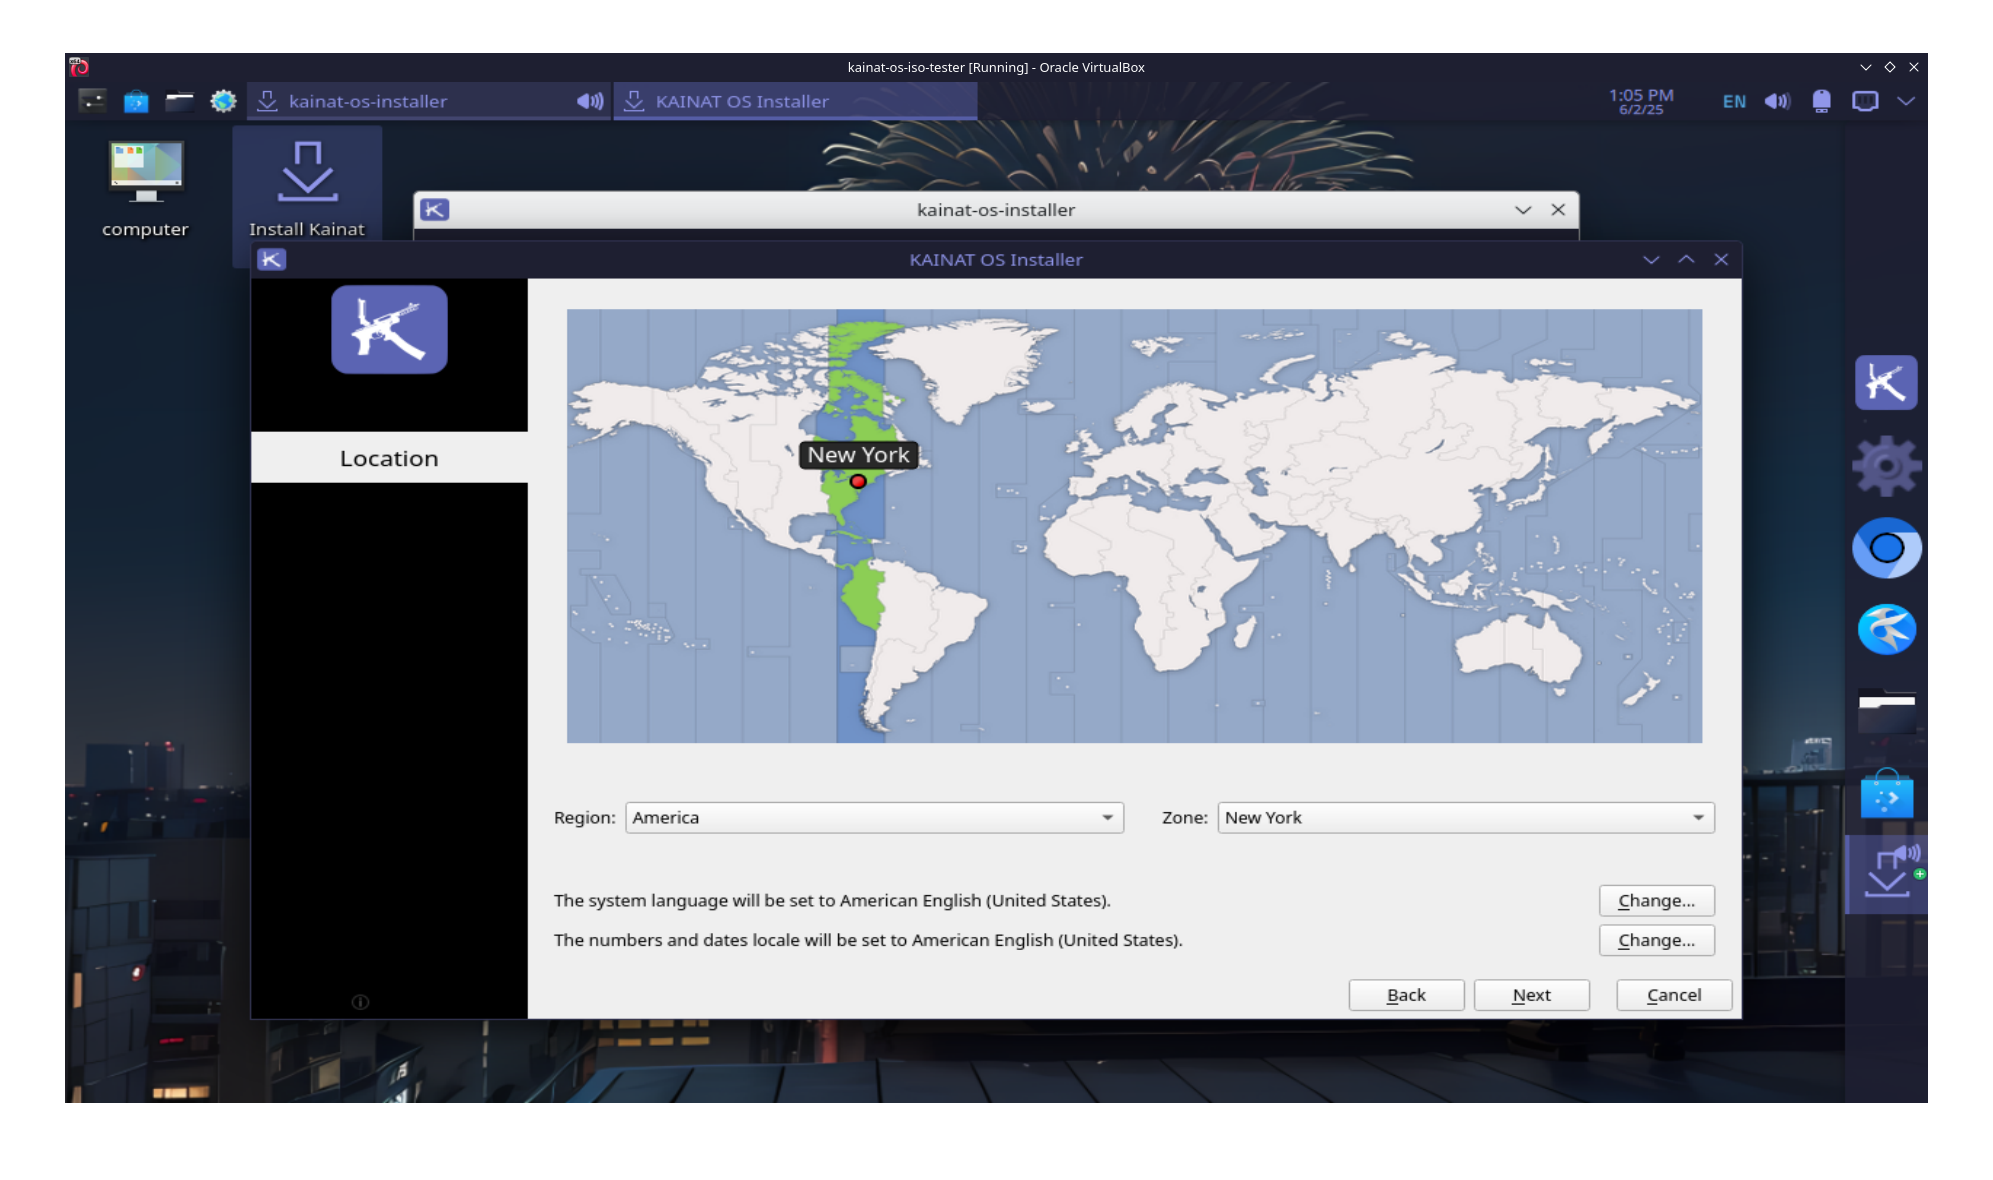 kainat-os-iso-tester [Running] - Oracle VirtualBox
kainat-os-installer
KAINAT OS Installer
1:05 PM
6/2/25
EN
computer
Install Kainat
kainat-os-installer
KAINAT OS Installer
Location
New York
Region: America
Zone: New York
The system language will be set to American English (United States).
Change...
The numbers and dates locale will be set to American English (United States).
Change...
Back
Next
Cancel